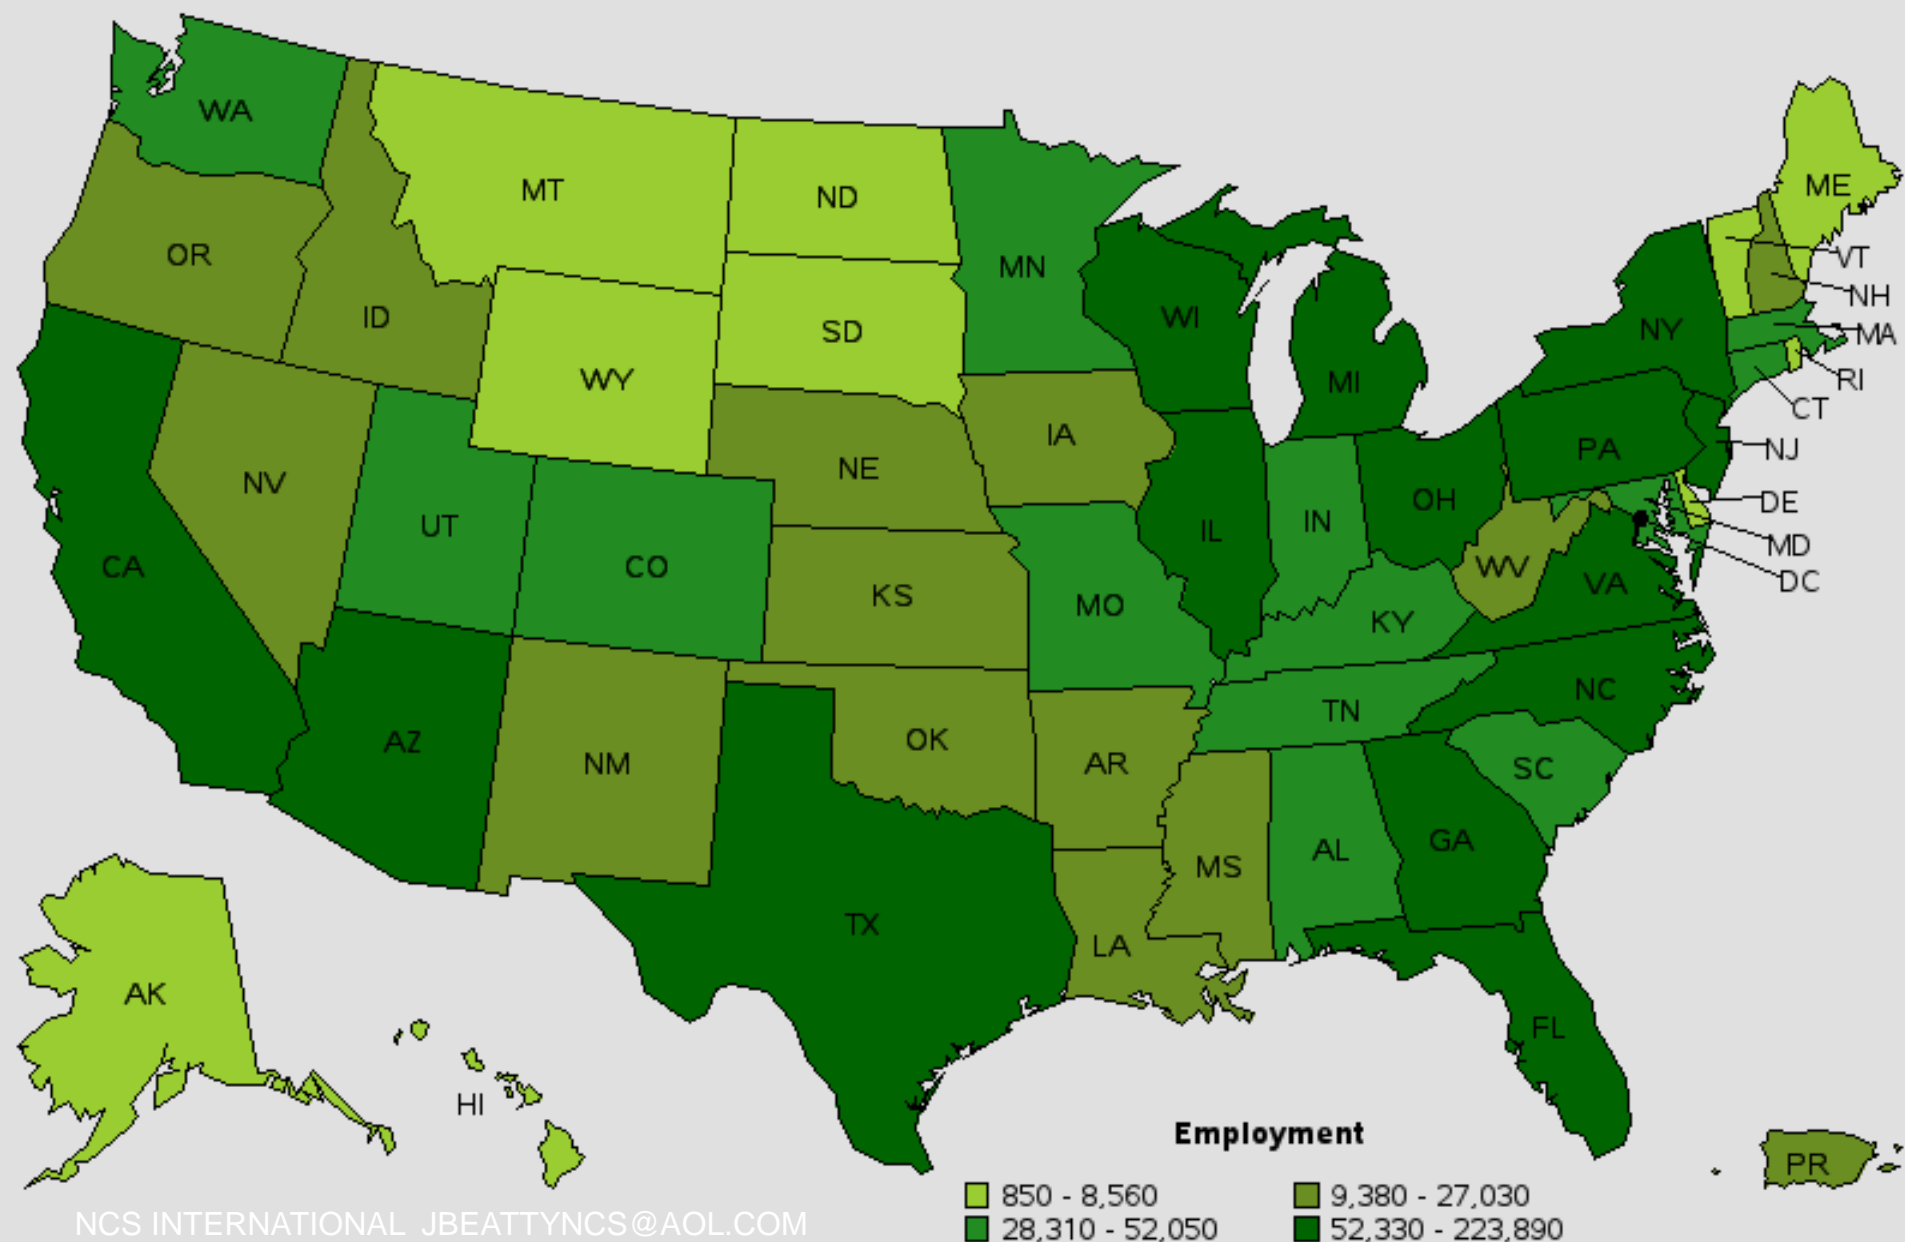 WA
MT
ND
MN
ME
OR
ID
SD
WI
VT
NH
NY
MA
WY
MI
RI
CT
IA
NV
NE
PA
NJ
UT
CO
IL
IN
OH
DE
MD
DC
CA
KS
MO
WV
VA
KY
NC
AZ
NM
OK
AR
TN
SC
MS
AL
GA
TX
LA
AK
FL
HI
PR
Employment
850 - 8,560
9,380 - 27,030
28,310 - 52,050
52,330 - 223,890
NCS INTERNATIONAL JBEATTYNCS@AOL.COM